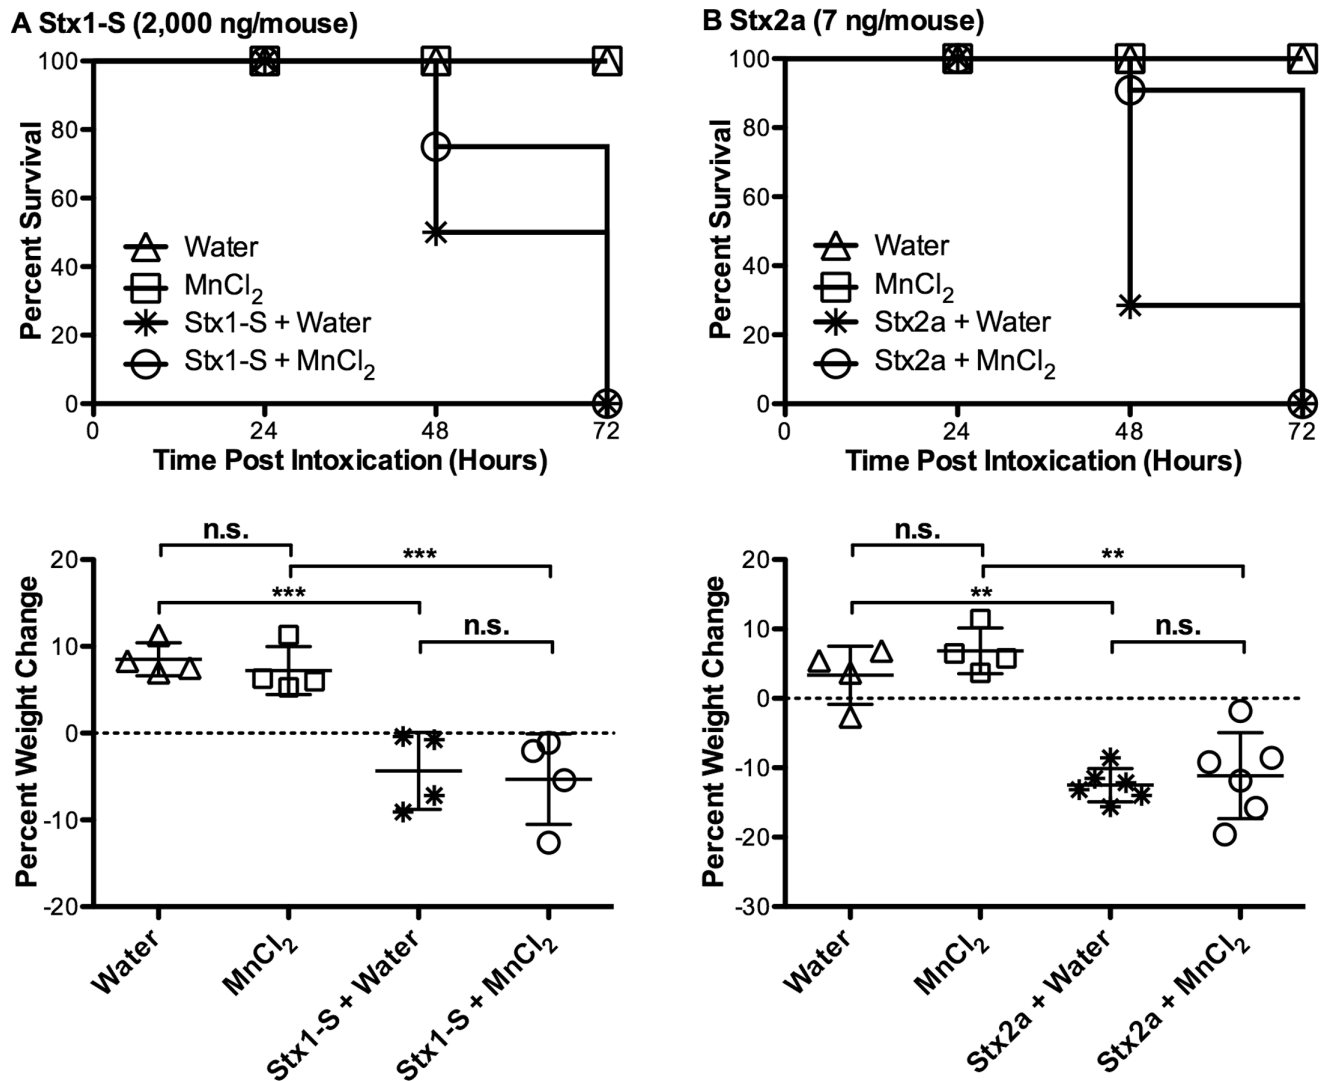 A Stx1-S (2,000 ng/mouse)
100
80
60
40
20
0
Percent Survival
Water
MnCl2
Stx1-S + Water
Stx1-S + MnCl2
0 24 48 72
Time Post Intoxication (Hours)
B Stx2a (7 ng/mouse)
100
80
60
40
20
0
Percent Survival
Water
MnCl2
Stx2a + Water
Stx2a + MnCl2
0 24 48 72
Time Post Intoxication (Hours)
n.s.
***
***
n.s.
20
10
0
-10
-20
Percent Weight Change
Water
MnCl2
Stx1-S + Water
Stx1-S + MnCl2
n.s.
**
**
n.s.
20
10
0
-10
-20
-30
Percent Weight Change
Water
MnCl2
Stx2a + Water
Stx2a + MnCl2